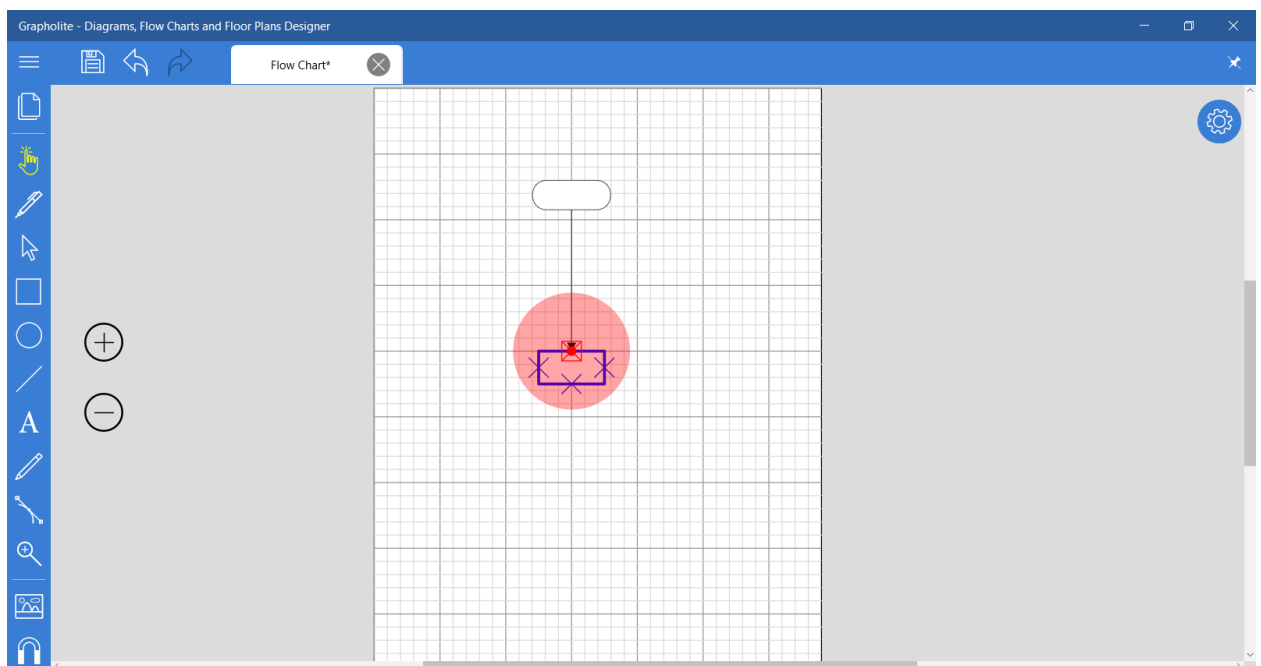 Grapholite - Diagrams, Flow Charts and Floor Plans Designer
Flow Chart*
A